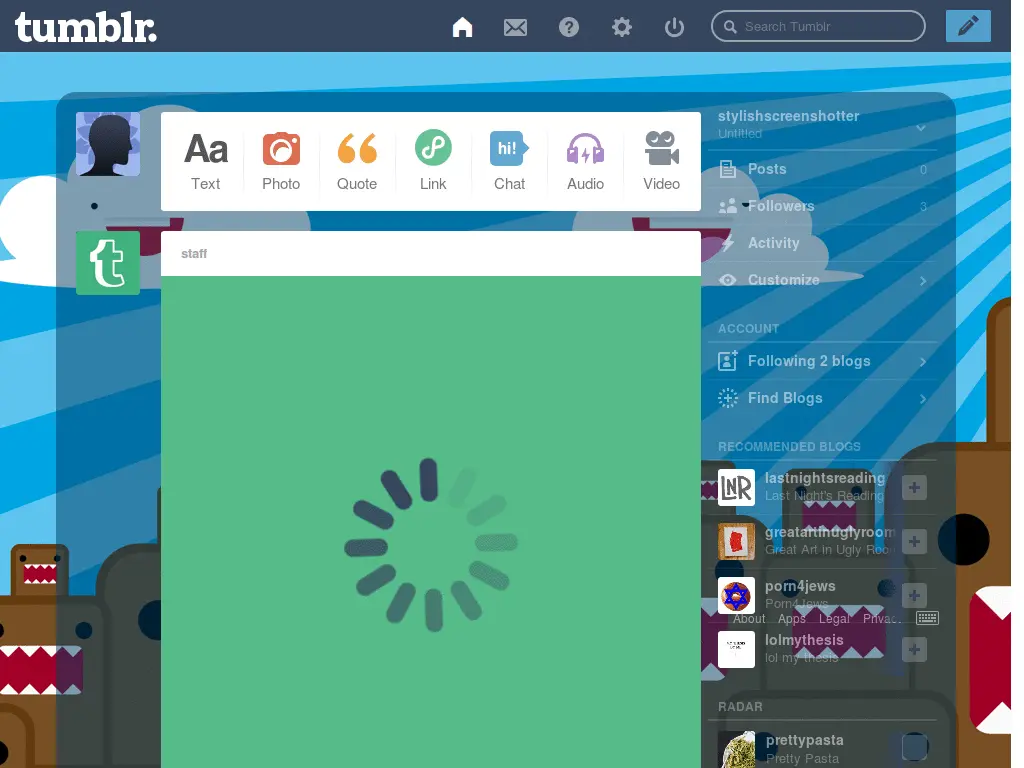 tumblr.
Search Tumblr
Aa
hi!
Text
Photo
Quote
Link
Chat
Audio
Video
staff
stylishscreenshotter
Untitled
Posts 0
Followers 3
Activity
Customize
ACCOUNT
Following 2 blogs
Find Blogs
RECOMMENDED BLOGS
LNR
lastnightsreading
Last Night's Reading
greatartinuglyroom
Great Art in Ugly Roo
porn4jews
Porn4Jews
About Apps Legal Privac..
lolmythesis
lol my thesis
RADAR
prettypasta
Pretty Pasta